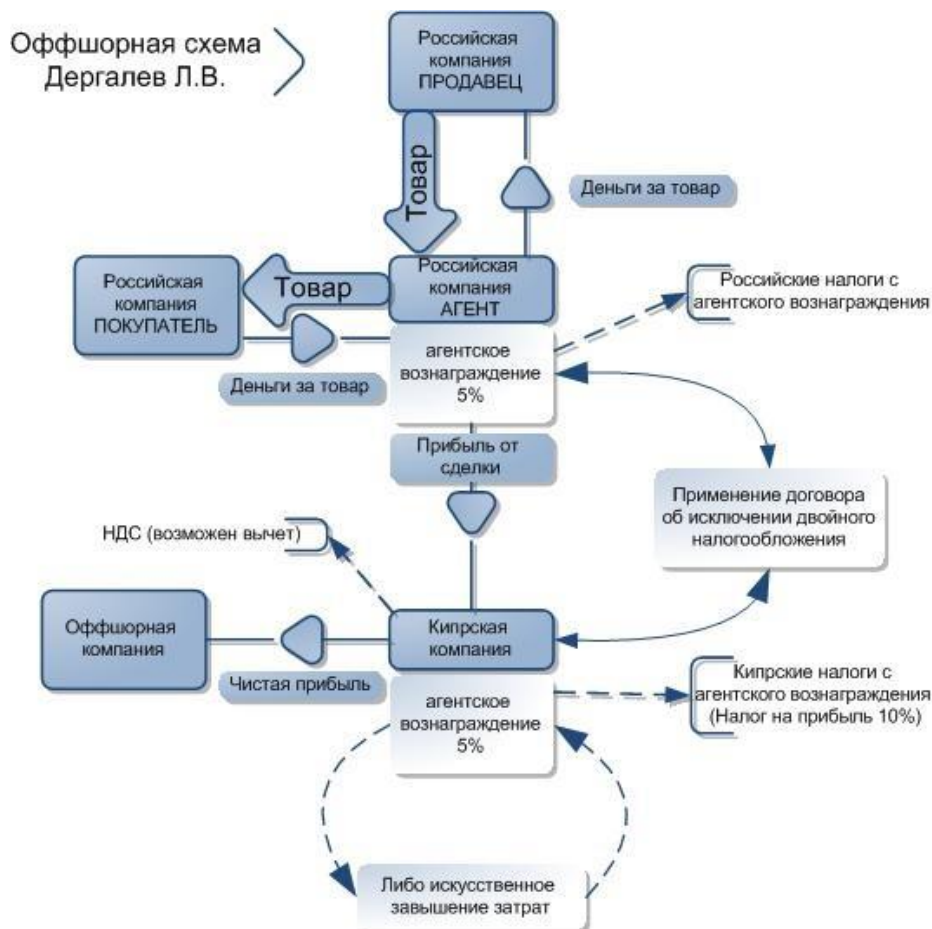 Оффшорная схема
Дергалев Л.В.
Российская
компания
ПРОДАВЕЦ
Товар
Деньги за товар
Российская
компания
ПОКУПАТЕЛЬ
Товар
Российская
компания
АГЕНТ
Российские налоги с
агентского вознаграждения
агентское
вознаграждение
5%
Деньги за товар
Прибыль от
сделки
Применение договора
об исключении двойного
налогообложения
НДС (возможен вычет)
Оффшорная
компания
Кипрская
компания
Чистая прибыль
Кипрские налоги с
агентского вознаграждения
(Налог на прибыль 10%)
агентское
вознаграждение
5%
Либо искусственное
завышение затрат